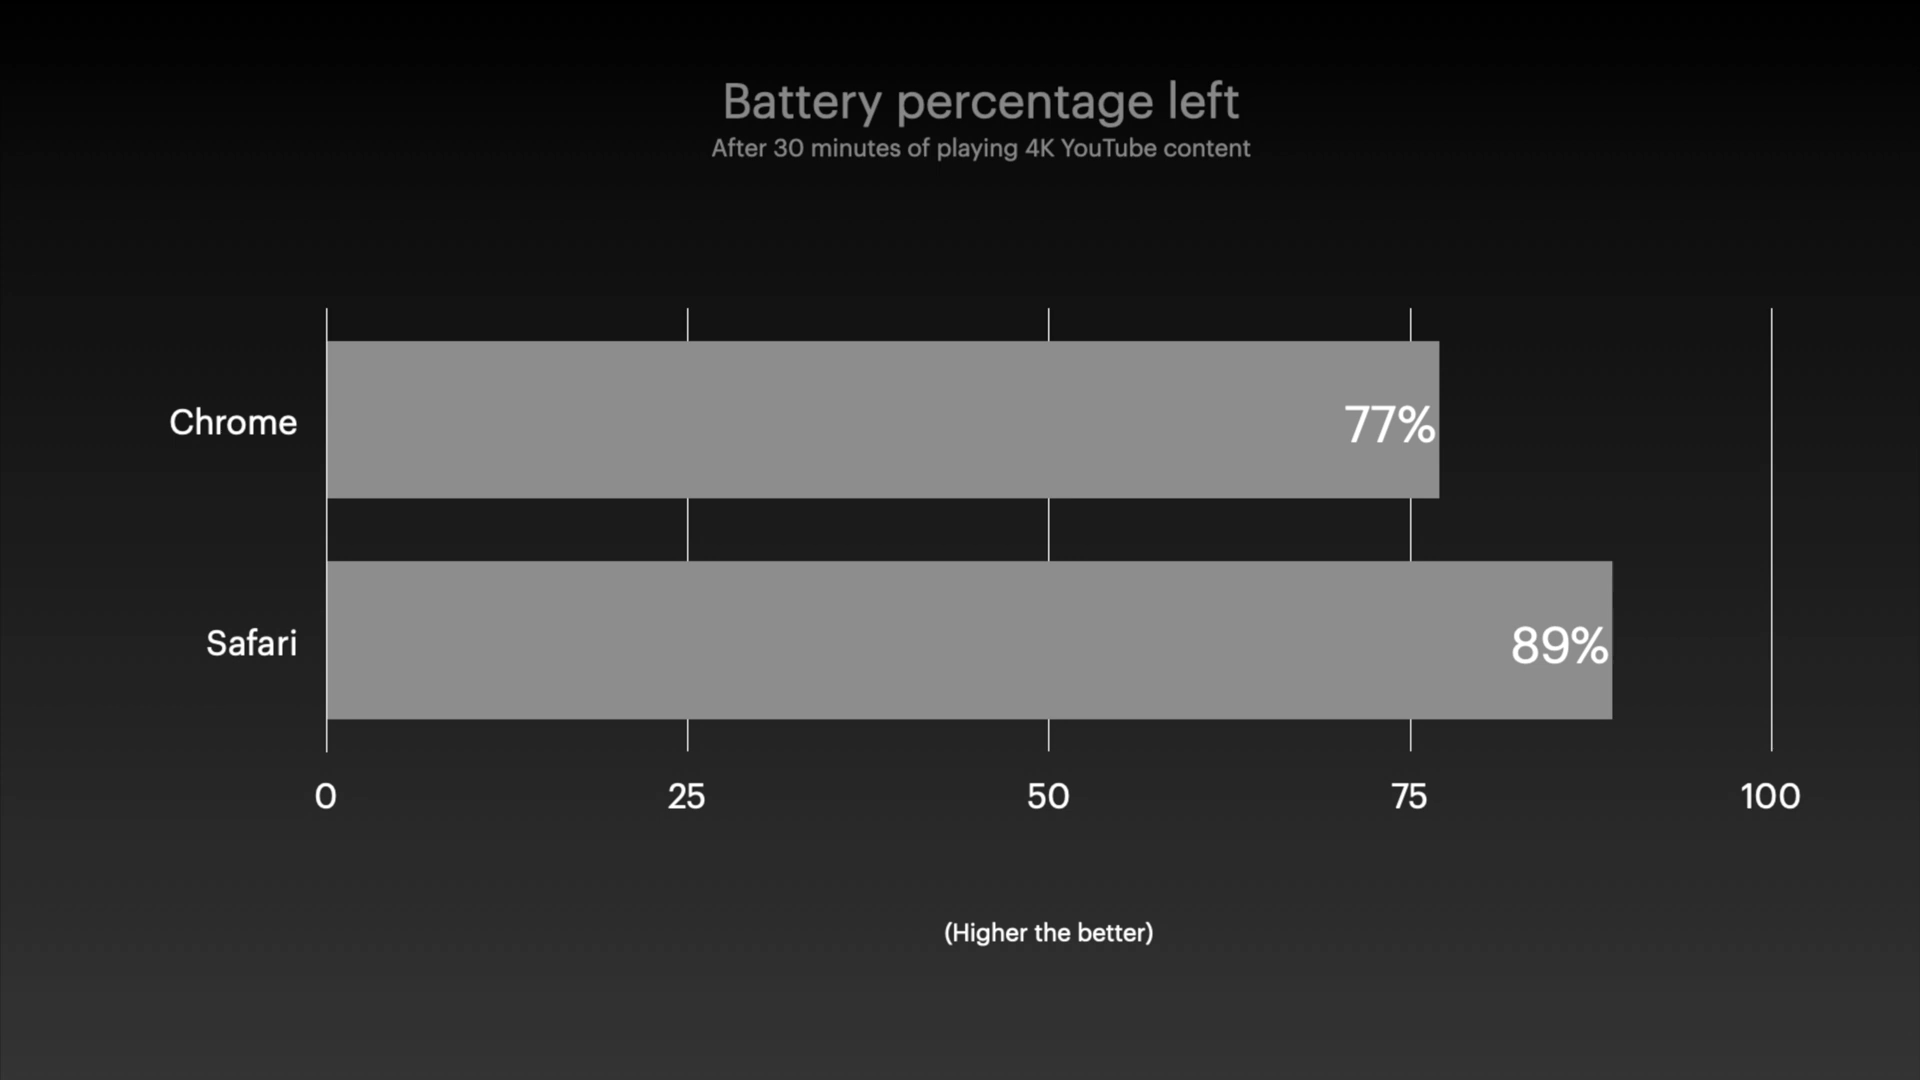 Battery percentage left
After 30 minutes of playing 4K YouTube content
Chrome
77%
Safari
89%
0 25 50 75 100
(Higher the better)